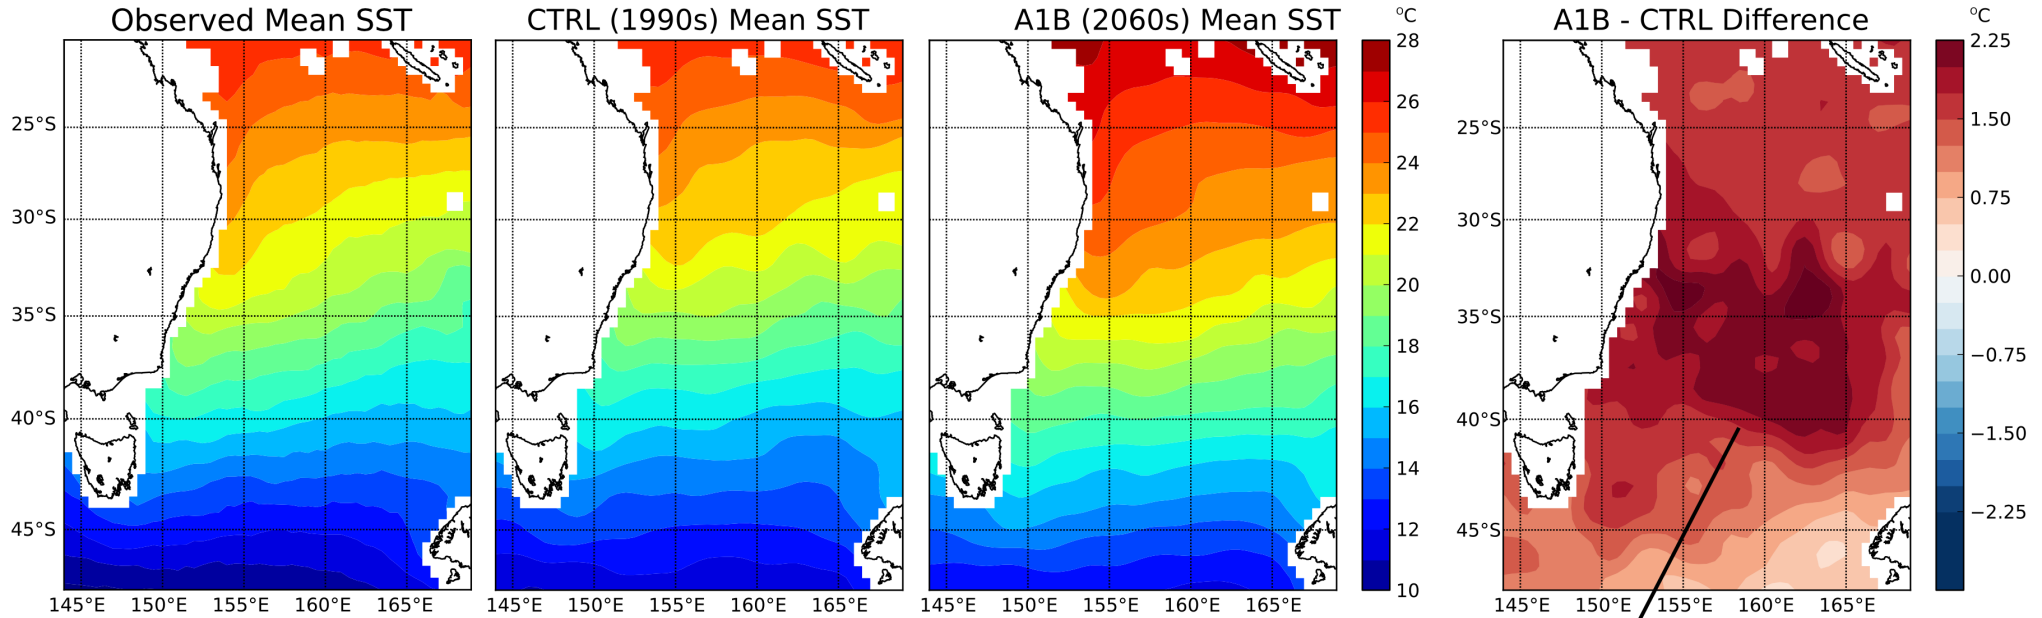 Observed Mean SST
CTRL (1990s) Mean SST
A1B (2060s) Mean SST
A1B - CTRL Difference
°C
°C
28
26
24
22
20
18
16
14
12
10
2.25
1.50
0.75
0.00
−0.75
−1.50
−2.25
25°S
30°S
35°S
40°S
45°S
25°S
30°S
35°S
40°S
45°S
145°E 150°E 155°E 160°E 165°E
145°E 150°E 155°E 160°E 165°E
145°E 150°E 155°E 160°E 165°E
145°E 150°E 155°E 160°E 165°E